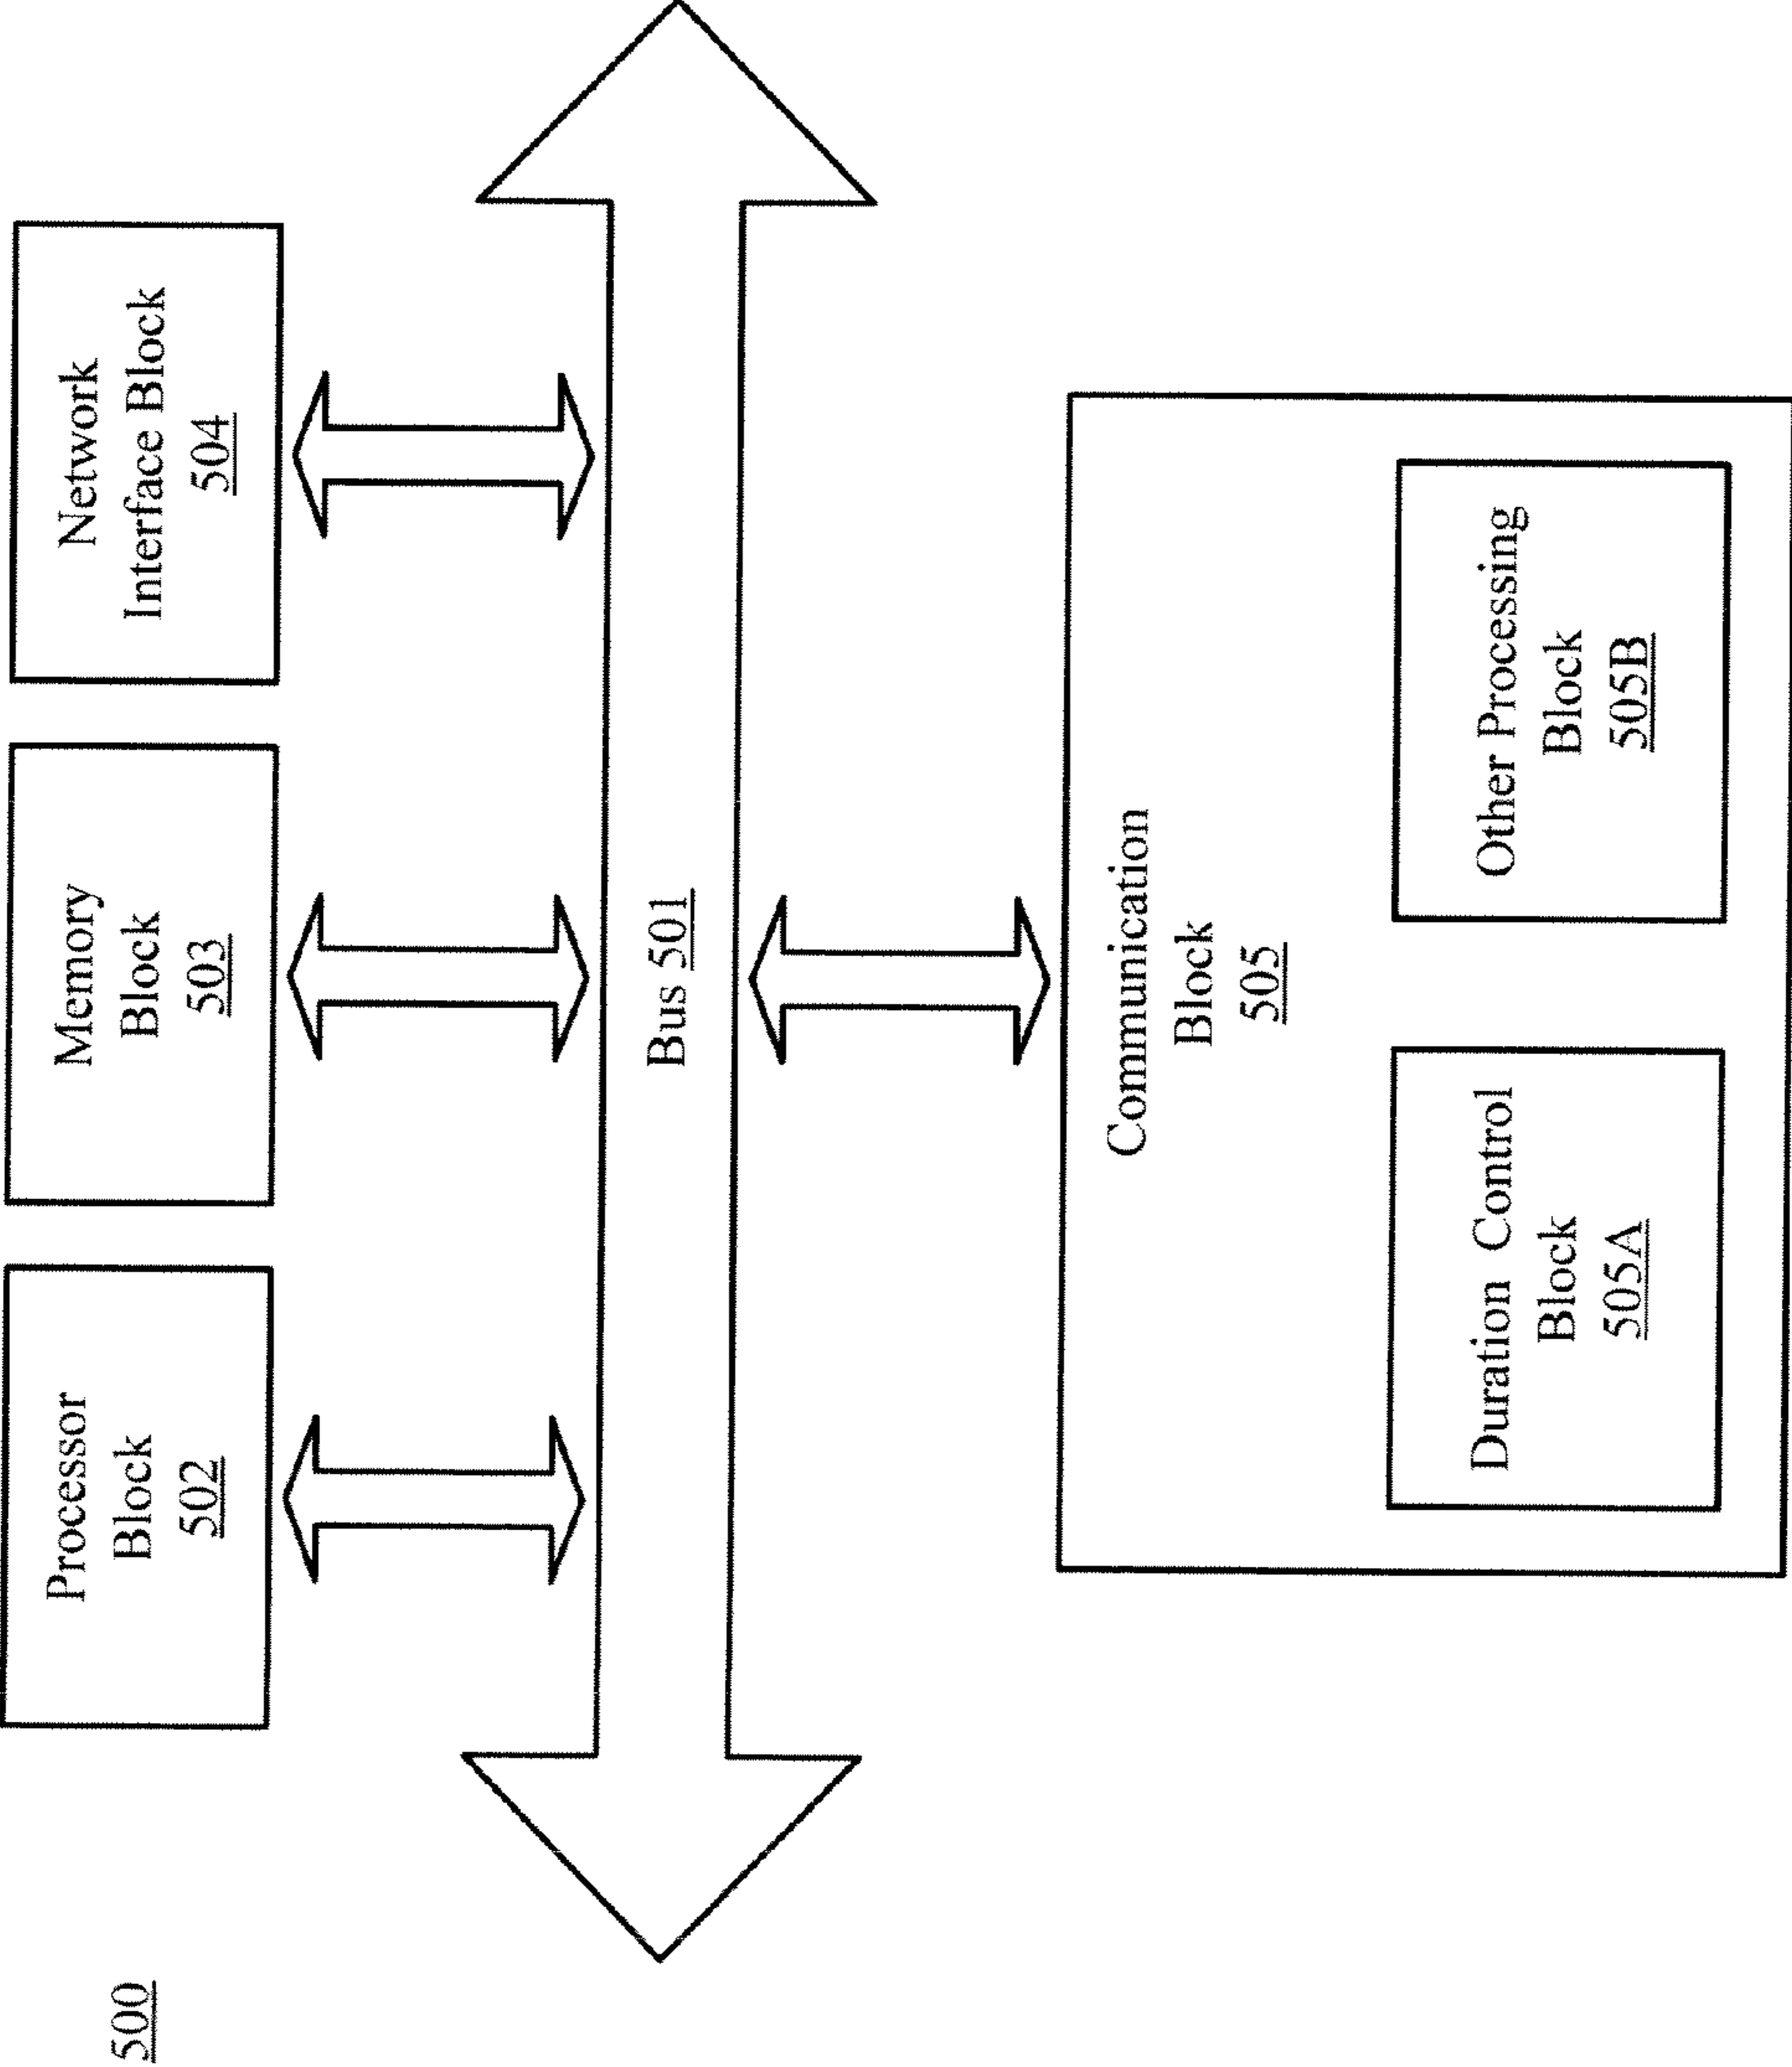 500
Processor
Block
502
Memory
Block
503
Network
Interface Block
504
Bus 501
Communication
Block
505
Duration Control
Block
505A
Other Processing
Block
505B